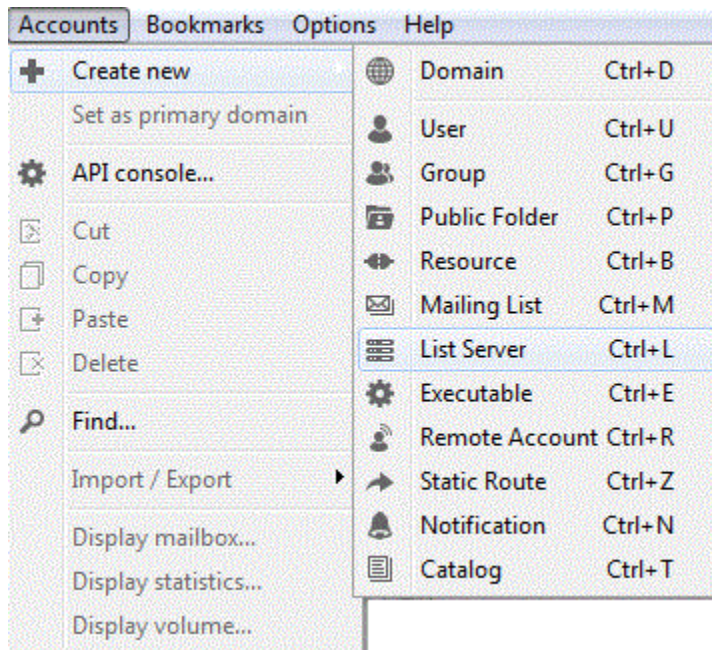 Accounts Bookmarks Options Help
Create new
Set as primary domain
API console...
Cut
Copy
Paste
Delete
Find...
Import / Export
Display mailbox...
Display statistics...
Display volume...
Domain Ctrl+D
User Ctrl+U
Group Ctrl+G
Public Folder Ctrl+P
Resource Ctrl+B
Mailing List Ctrl+M
List Server Ctrl+L
Executable Ctrl+E
Remote Account Ctrl+R
Static Route Ctrl+Z
Notification Ctrl+N
Catalog Ctrl+T